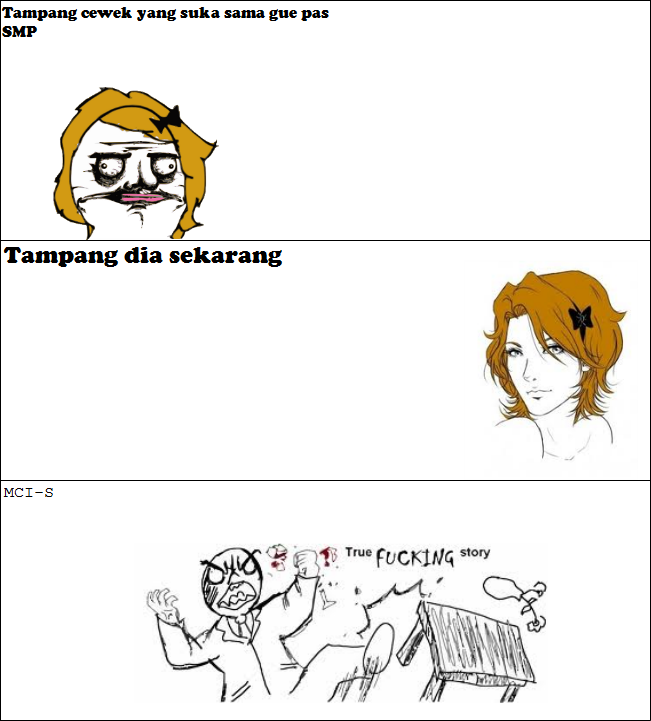 Tampang cewek yang suka sama gue pas
SMP
Tampang dia sekarang
MCI-S
True FUCKING story